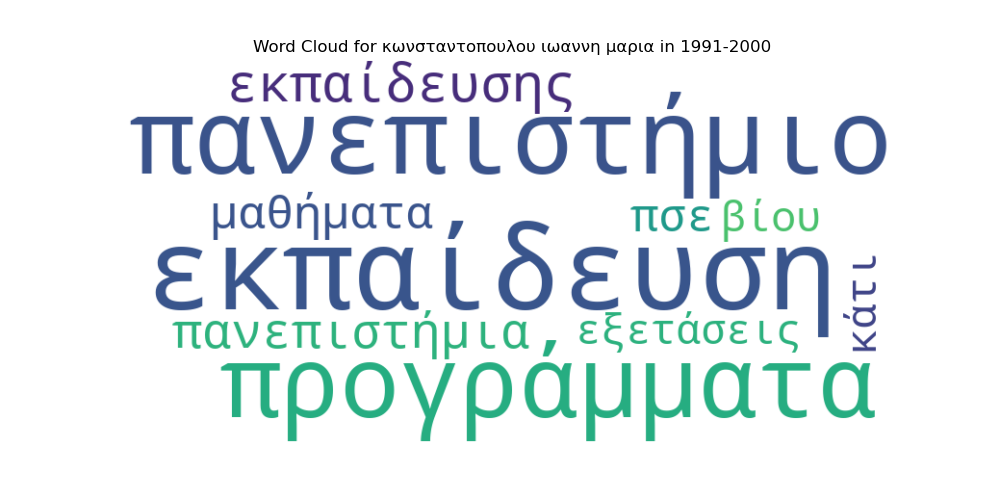 Word Cloud for κωνσταντοπουλου ιωαννη μαρια in 1991-2000
εκπαίδευσης
πανεπιστήμιο
μαθήματα πσε βίου
εκπαίδευση
κάτι
πανεπιστήμια εξετάσεις
προγράμματα